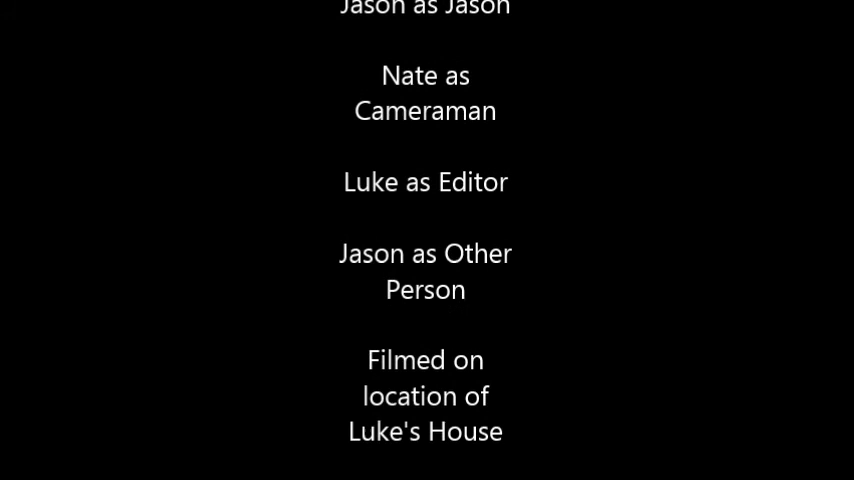 Jason as Jason
Nate as
Cameraman
Luke as Editor
Jason as Other
Person
Filmed on
location of
Luke's House